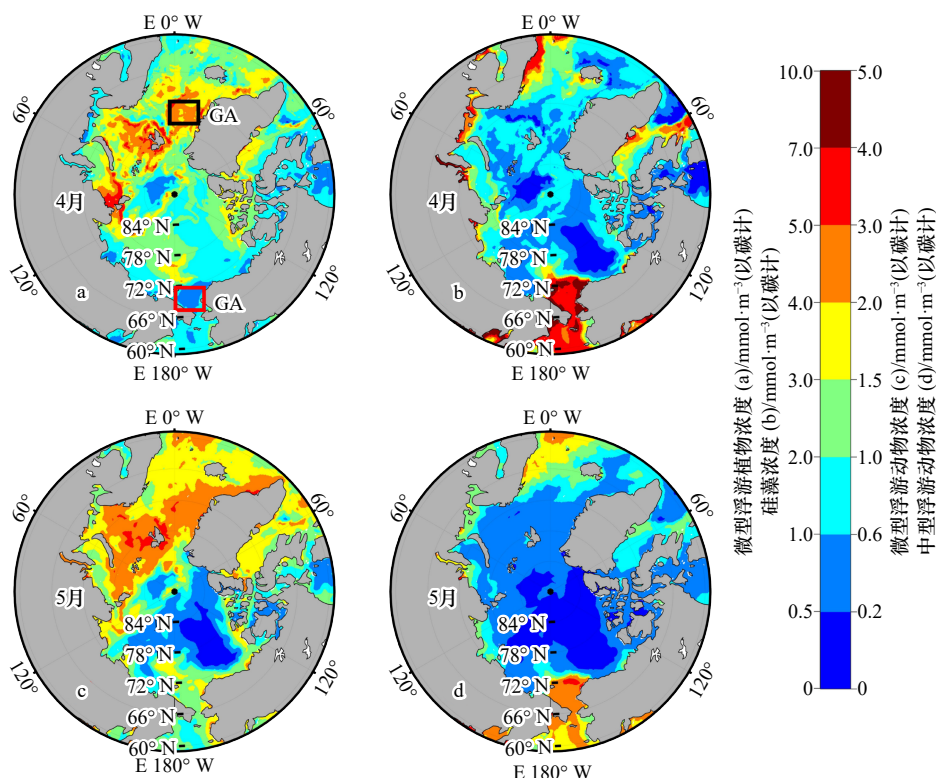 E 0° W
60°
60°
GA
4月
84° N
78° N
72° N
GA
66° N
60° N
120°
120°
a
E 180° W
E 0° W
60°
60°
4月
84° N
78° N
72° N
66° N
60° N
120°
120°
b
E 180° W
E 0° W
60°
60°
5月
84° N
78° N
72° N
66° N
60° N
120°
120°
c
E 180° W
E 0° W
60°
60°
5月
84° N
78° N
72° N
66° N
60° N
120°
120°
d
E 180° W
微型浮游植物浓度 (a)/mmol·m⁻³(以碳计)
硅藻浓度 (b)/mmol·m⁻³(以碳计)
10.0
7.0
5.0
4.0
3.0
2.0
1.0
0.5
0
5.0
4.0
3.0
2.0
1.5
1.0
0.6
0.2
0
微型浮游动物浓度 (c)/mmol·m⁻³(以碳计)
中型浮游动物浓度 (d)/mmol·m⁻³(以碳计)